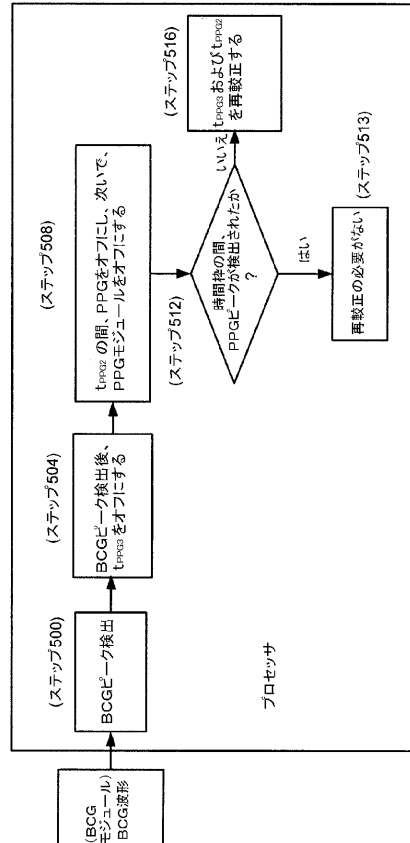 (BCG
モジュール)
BCG波形
(ステップ500)
BCGピーク検出
(ステップ504)
BCGピーク検出後、
tPPG3 をオフにする
(ステップ508)
tPPG2 の間、PPGをオフにし、次いで、
PPGモジュールをオフにする
(ステップ512)
時間枠の間、
PPGピークが検出されたか
?
いいえ
(ステップ516)
tPPG3 および tPPG2
を再較正する
はい
(ステップ513)
再較正の必要がない
プロセッサ